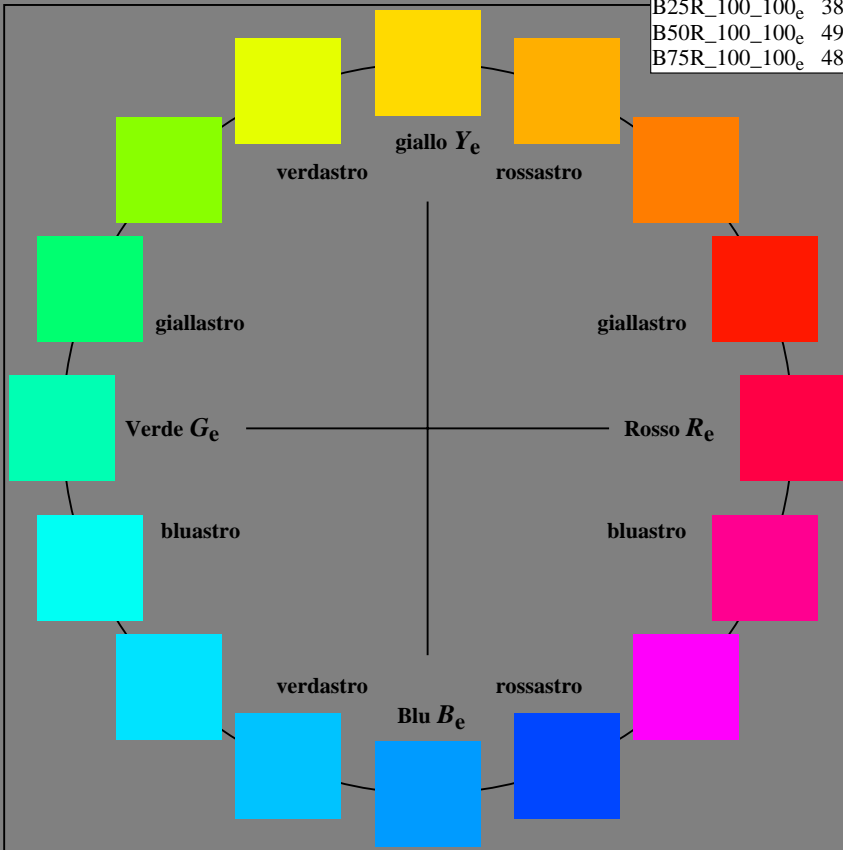 B25R_100_100e 38
B50R_100_100e 49
B75R_100_100e 48
giallo Ye
verdastro rossastro
giallastro giallastro
Verde Ge Rosso Re
bluastro bluastro
verdastro rossastro
Blu Be